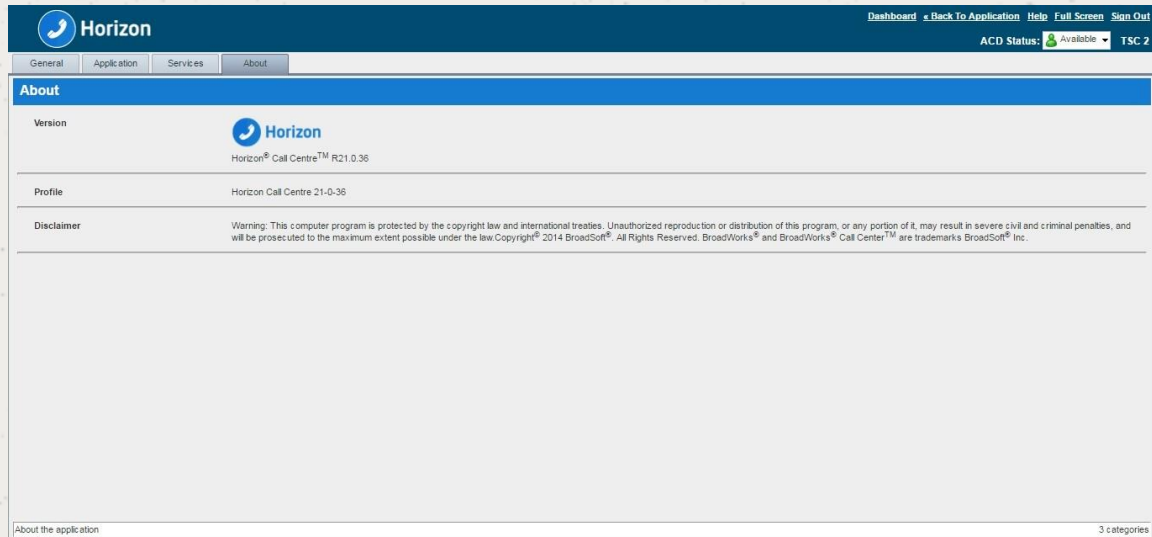 Horizon
Dashboard « Back To Application Help Full Screen Sign Out
ACD Status: Available TSC 2
General Application Services About
About
Version
Horizon
Horizon® Call Centre™ R21.0.36
Profile Horizon Call Centre 21-0-36
Disclaimer Warning: This computer program is protected by the copyright law and international treaties. Unauthorized reproduction or distribution of this program, or any portion of it, may result in severe civil and criminal penalties, and
will be prosecuted to the maximum extent possible under the law.Copyright© 2014 BroadSoft®. All Rights Reserved. BroadWorks® and BroadWorks® Call Center™ are trademarks BroadSoft® Inc.
About the application 3 categories